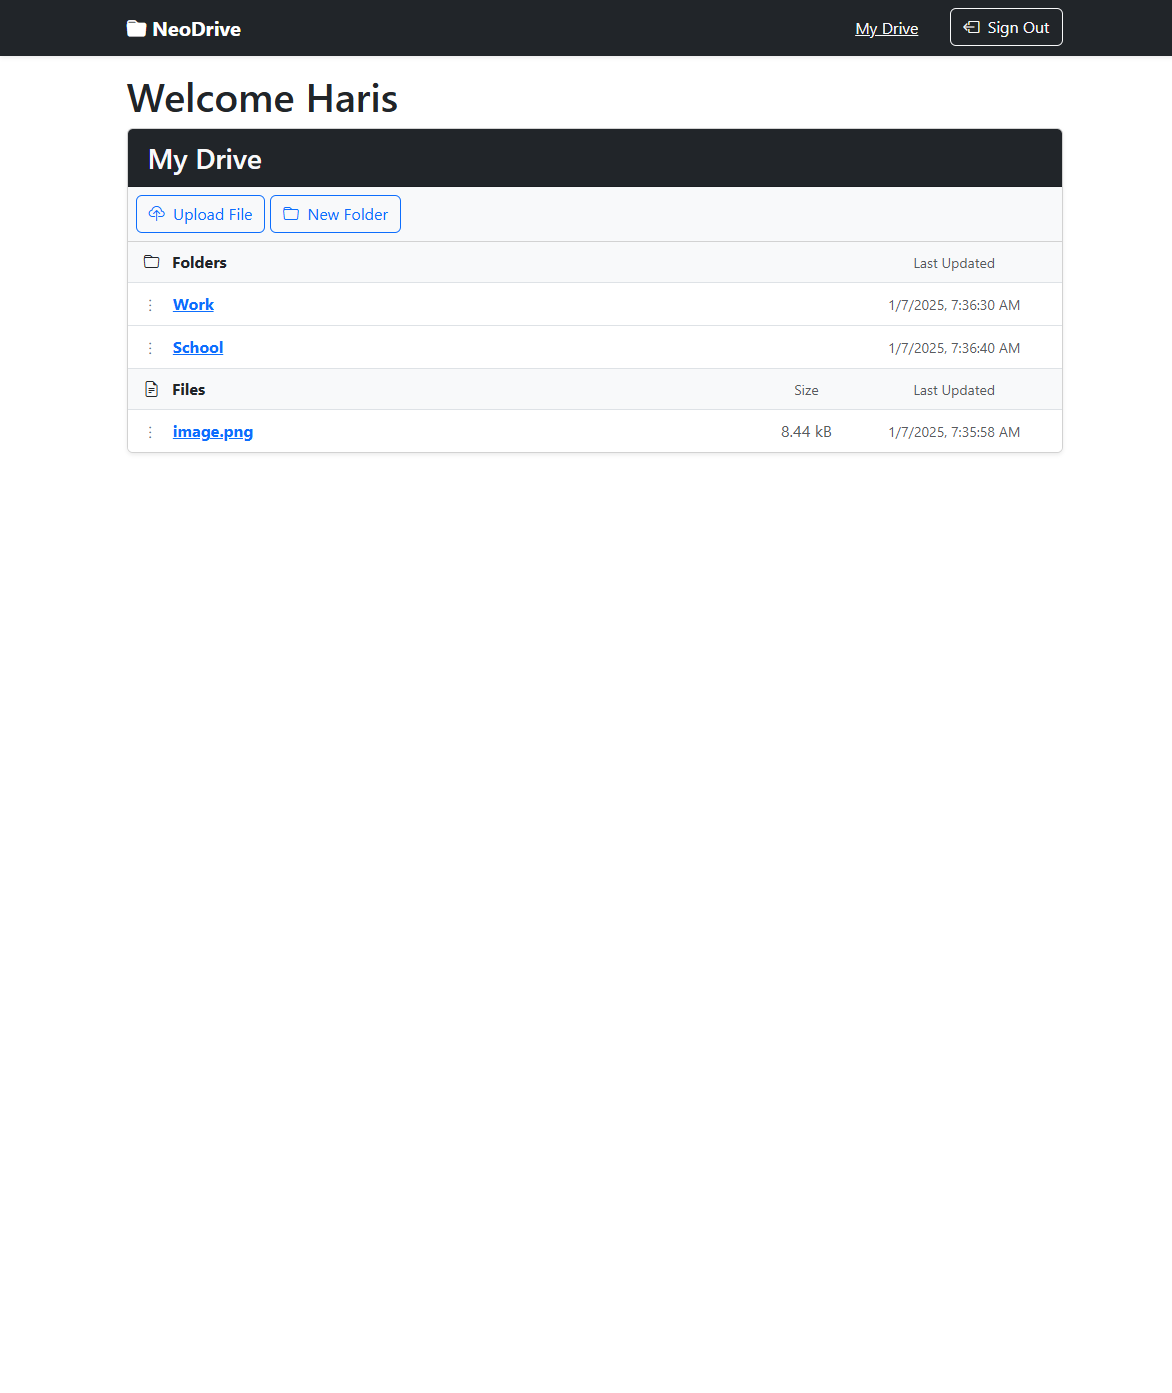 NeoDrive My Drive Sign Out
Welcome Haris
My Drive
Upload File New Folder
Folders Last Updated
Work 1/7/2025, 7:36:30 AM
School 1/7/2025, 7:36:40 AM
Files Size Last Updated
image.png 8.44 kB 1/7/2025, 7:35:58 AM